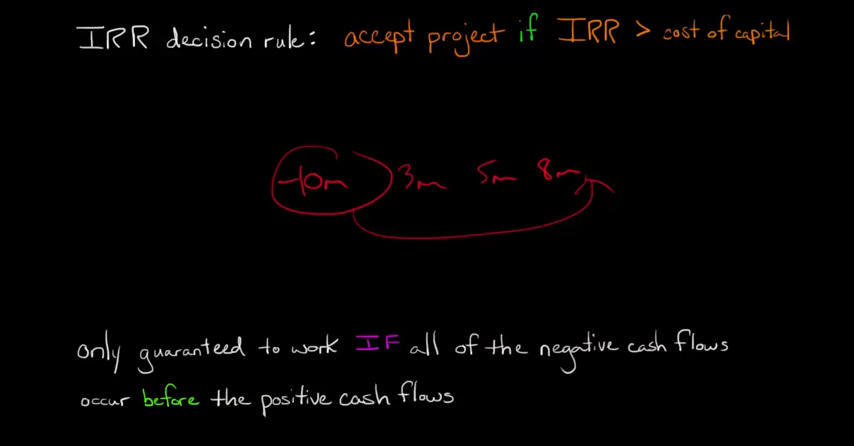 IRR decision rule: accept project if IRR > cost of capital
-10m 3m 5m 8m
only guaranteed to work IF all of the negative cash flows
occur before the positive cash flows